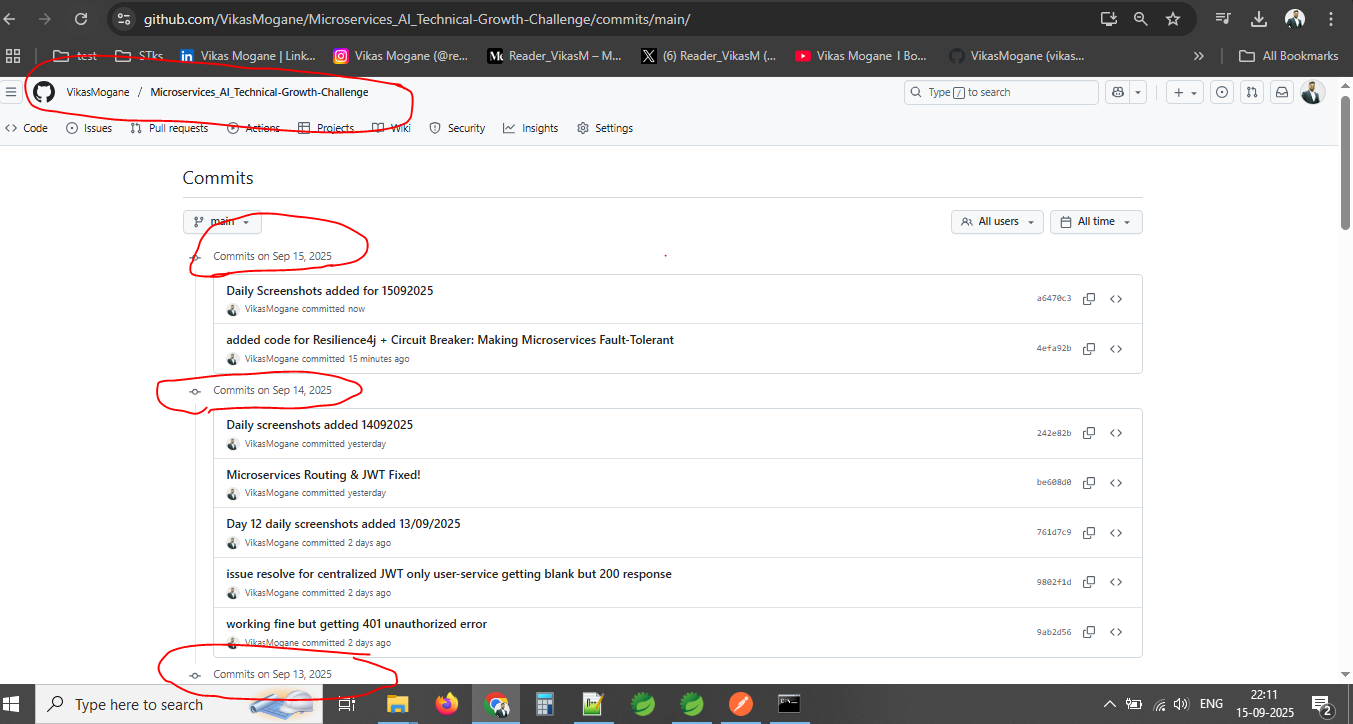 github.com/VikasMogane/Microservices_AI_Technical-Growth-Challenge/commits/main/
test STks Vikas Mogane | Link... Vikas Mogane (@re... Reader_VikasM – M... (6) Reader_VikasM (... Vikas Mogane I Bo... VikasMogane (vikas... » All Bookmarks
VikasMogane / Microservices_AI_Technical-Growth-Challenge Type / to search
Code Issues Pull requests Actions Projects Wiki Security Insights Settings
Commits
main All users All time
Commits on Sep 15, 2025
Daily Screenshots added for 15092025
VikasMogane committed now a6470c3
added code for Resilience4j + Circuit Breaker: Making Microservices Fault-Tolerant
VikasMogane committed 15 minutes ago 4efa92b
Commits on Sep 14, 2025
Daily screenshots added 14092025
VikasMogane committed yesterday 242e82b
Microservices Routing & JWT Fixed!
VikasMogane committed yesterday be608d0
Day 12 daily screenshots added 13/09/2025
VikasMogane committed 2 days ago 761d7c9
issue resolve for centralized JWT only user-service getting blank but 200 response
VikasMogane committed 2 days ago 9802f1d
working fine but getting 401 unauthorized error
VikasMogane committed 2 days ago 9ab2d56
Commits on Sep 13, 2025
Type here to search ENG 22:11
15-09-2025 2